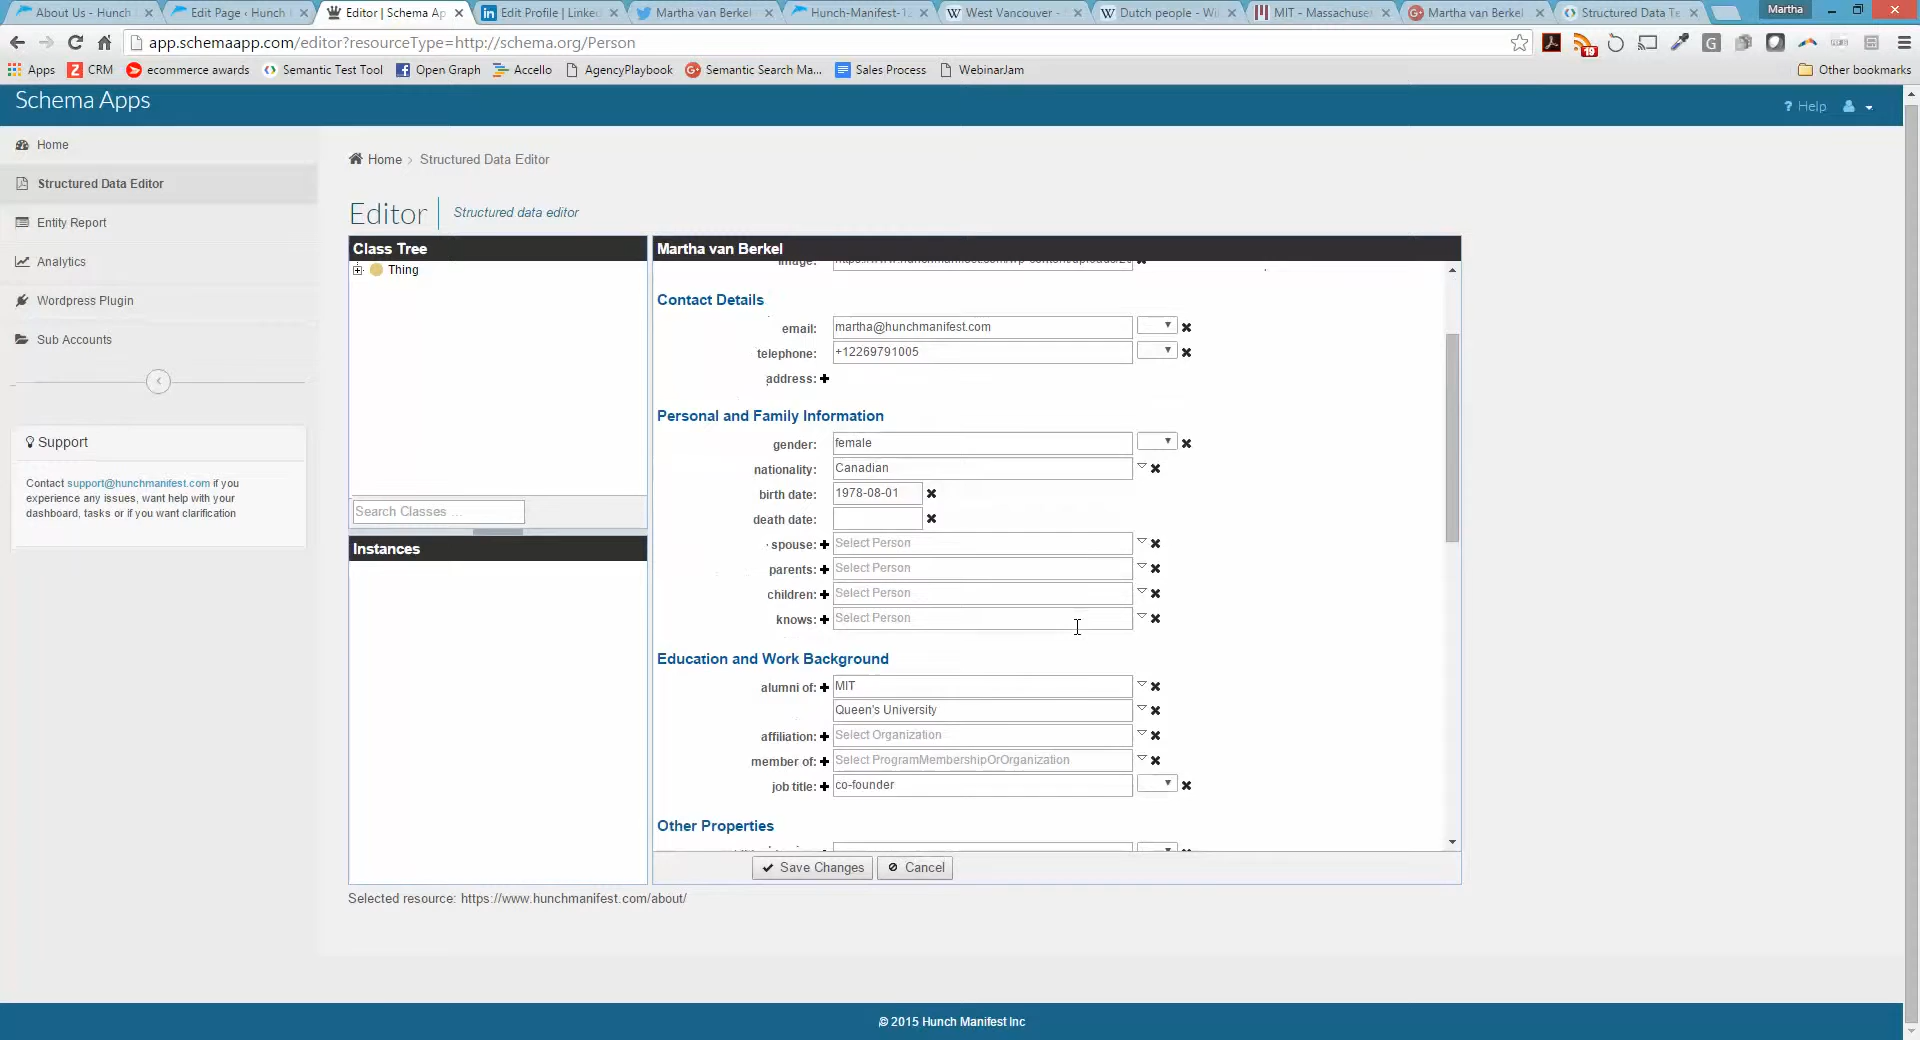 About Us - Hunch
Edit Page ‹ Hunch
Editor | Schema Ap
Edit Profile | Linke
Martha van Berkel
Hunch-Manifest-1
West Vancouver -
Dutch people - Wi
MIT - Massachuse
Martha van Berkel
Structured Data Te
Martha
app.schemaapp.com/editor?resourceType=http://schema.org/Person
19
Apps
CRM
ecommerce awards
Semantic Test Tool
Open Graph
Accello
AgencyPlaybook
Semantic Search Ma...
Sales Process
WebinarJam
Other bookmarks
Schema Apps
? Help
Home
Structured Data Editor
Entity Report
Analytics
Wordpress Plugin
Sub Accounts
Support
Contact support@hunchmanifest.com if you
experience any issues, want help with your
dashboard, tasks or if you want clarification
Home › Structured Data Editor
Editor
Structured data editor
Class Tree
Thing
Search Classes ...
Instances
Martha van Berkel
image:
Contact Details
email: martha@hunchmanifest.com
telephone: +12269791005
address:
Personal and Family Information
gender: female
nationality: Canadian
birth date: 1978-08-01
death date:
spouse: Select Person
parents: Select Person
children: Select Person
knows: Select Person
Education and Work Background
alumni of: MIT
Queen's University
affiliation: Select Organization
member of: Select ProgramMembershipOrOrganization
job title: co-founder
Other Properties
Save Changes
Cancel
Selected resource: https://www.hunchmanifest.com/about/
© 2015 Hunch Manifest Inc